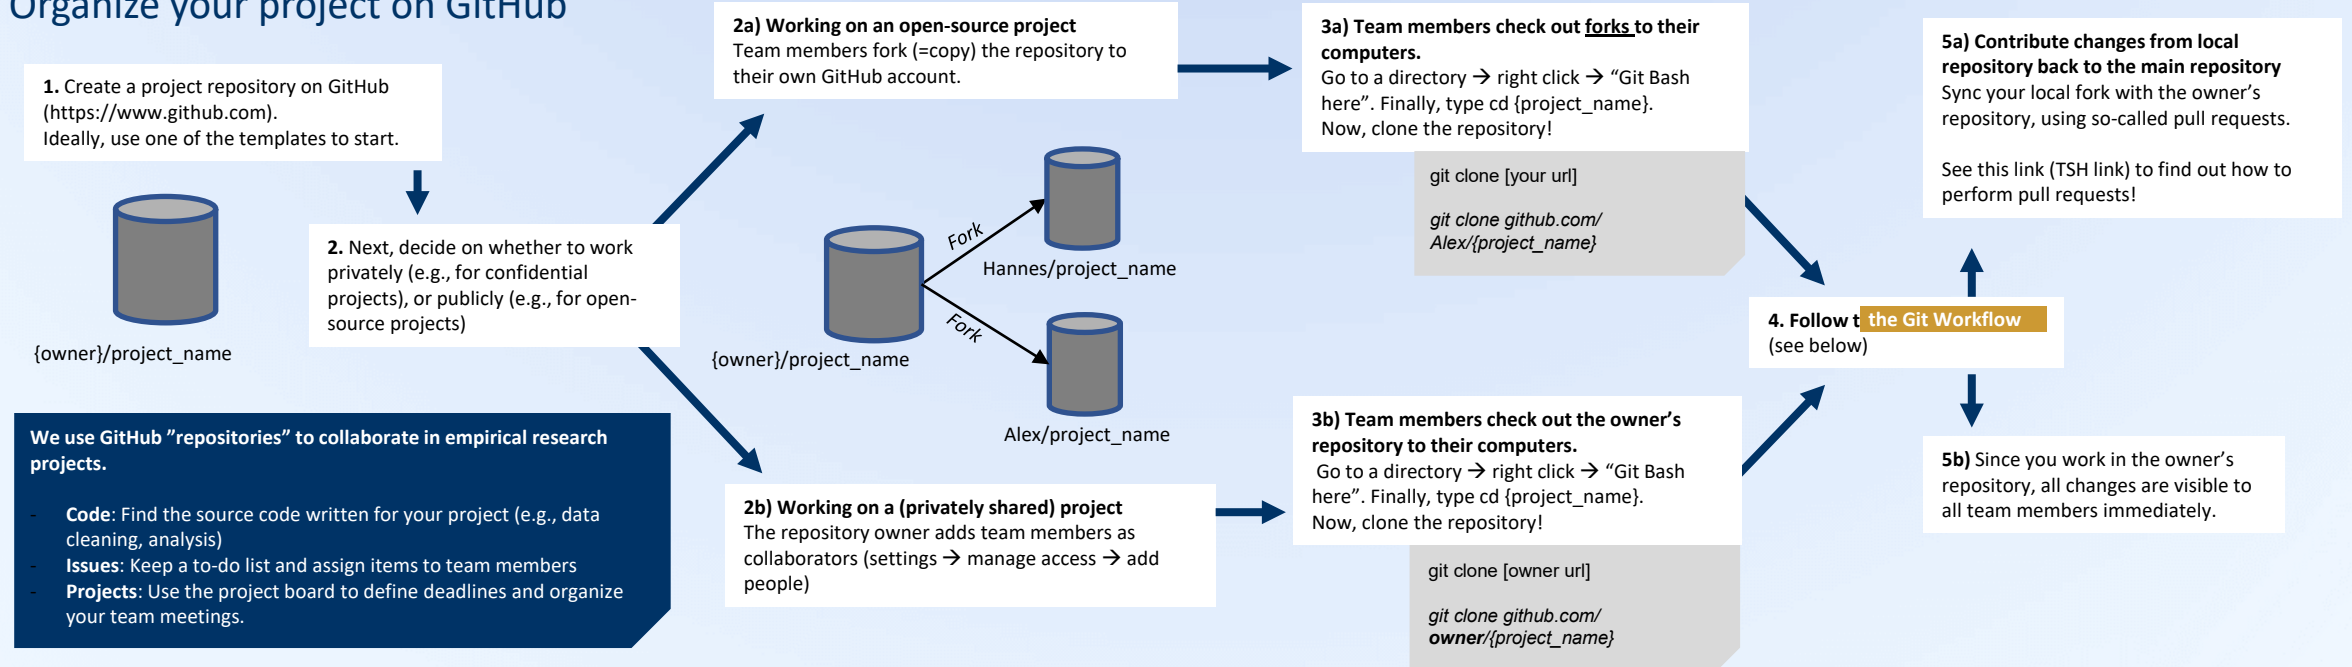 Organize your project on GitHub
1. Create a project repository on GitHub
(https://www.github.com).
Ideally, use one of the templates to start.
{owner}/project_name
2. Next, decide on whether to work
privately (e.g., for confidential
projects), or publicly (e.g., for open-
source projects)
We use GitHub ”repositories” to collaborate in empirical research
projects.
- Code: Find the source code written for your project (e.g., data
cleaning, analysis)
- Issues: Keep a to-do list and assign items to team members
- Projects: Use the project board to define deadlines and organize
your team meetings.
2a) Working on an open-source project
Team members fork (=copy) the repository to
their own GitHub account.
Fork
Hannes/project_name
Fork
{owner}/project_name
Alex/project_name
2b) Working on a (privately shared) project
The repository owner adds team members as
collaborators (settings → manage access → add
people)
3a) Team members check out forks to their
computers.
Go to a directory → right click → “Git Bash
here”. Finally, type cd {project_name}.
Now, clone the repository!
git clone [your url]
git clone github.com/
Alex/{project_name}
3b) Team members check out the owner’s
repository to their computers.
Go to a directory → right click → “Git Bash
here”. Finally, type cd {project_name}.
Now, clone the repository!
git clone [owner url]
git clone github.com/
owner/{project_name}
4. Follow t the Git Workflow
(see below)
5a) Contribute changes from local
repository back to the main repository
Sync your local fork with the owner’s
repository, using so-called pull requests.
See this link (TSH link) to find out how to
perform pull requests!
5b) Since you work in the owner’s
repository, all changes are visible to
all team members immediately.